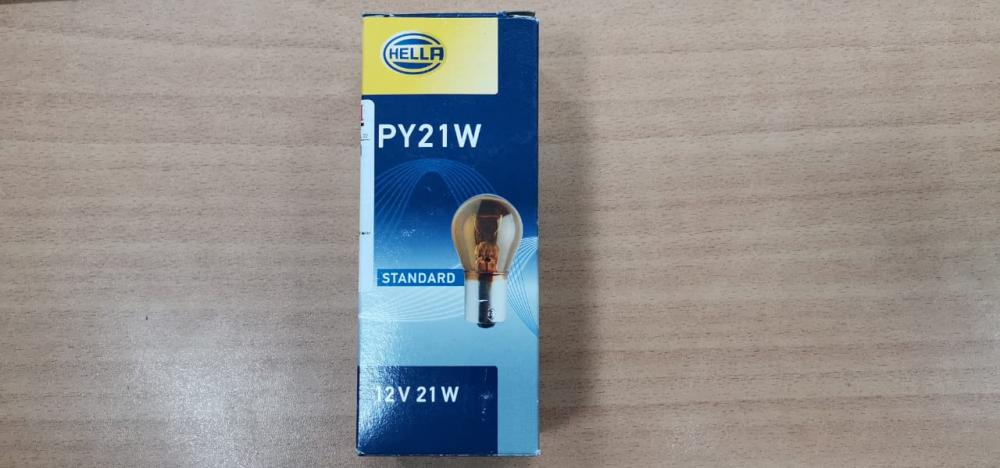 HELLA
PY21W
STANDARD
12V 21W